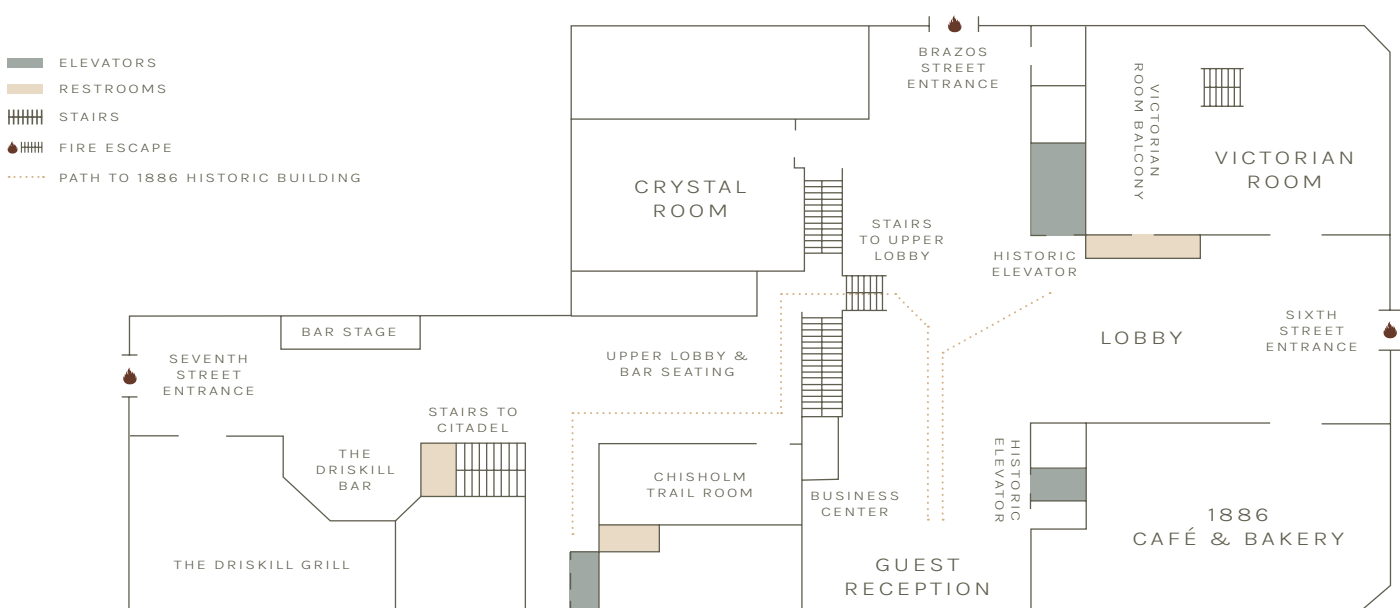 ELEVATORS
RESTROOMS
STAIRS
FIRE ESCAPE
PATH TO 1886 HISTORIC BUILDING
BRAZOS
STREET
ENTRANCE
VICTORIAN
ROOM BALCONY
VICTORIAN
ROOM
CRYSTAL
ROOM
STAIRS
TO UPPER
LOBBY
HISTORIC
ELEVATOR
BAR STAGE
SEVENTH
STREET
ENTRANCE
UPPER LOBBY &
BAR SEATING
LOBBY
SIXTH
STREET
ENTRANCE
STAIRS TO
CITADEL
THE
DRISKILL
BAR
CHISHOLM
TRAIL ROOM
BUSINESS
CENTER
HISTORIC
ELEVATOR
1886
CAFÉ & BAKERY
THE DRISKILL GRILL
GUEST
RECEPTION